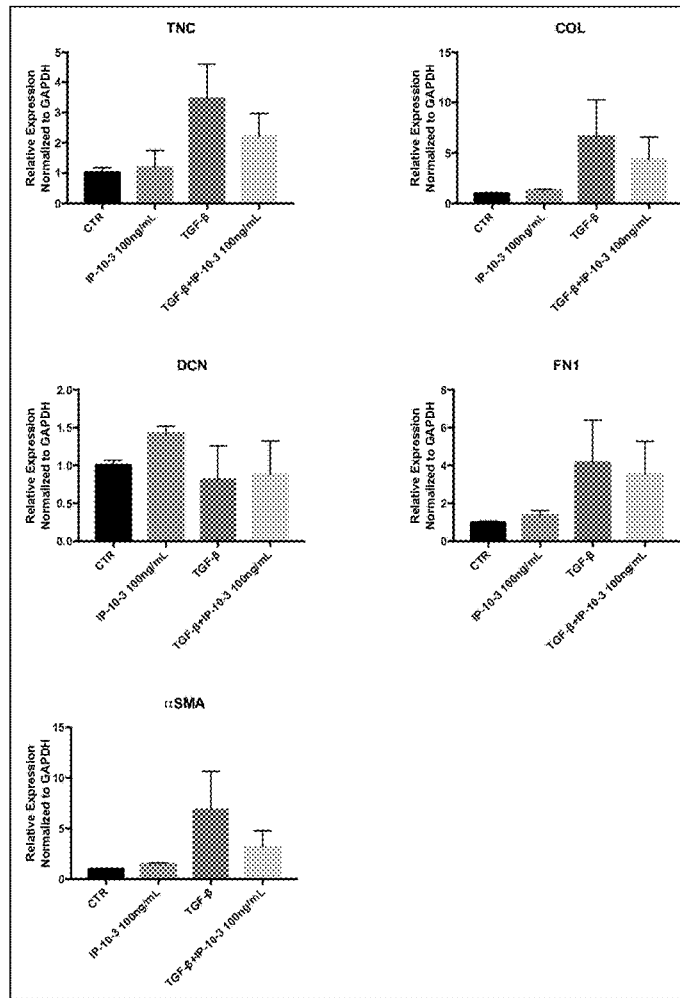 TNC
Relative Expression
Normalized to GAPDH
5
4
3
2
1
0
CTR
IP-10-3 100ng/mL
TGF-β
TGF-β+IP-10-3 100ng/mL
COL
Relative Expression
Normalized to GAPDH
15
10
5
0
CTR
IP-10-3 100ng/mL
TGF-β
TGF-β+IP-10-3 100ng/mL
DCN
Relative Expression
Normalized to GAPDH
2.0
1.5
1.0
0.5
0.0
CTR
IP-10-3 100ng/mL
TGF-β
TGF-β+IP-10-3 100ng/mL
FN1
Relative Expression
Normalized to GAPDH
8
6
4
2
0
CTR
IP-10-3 100ng/mL
TGF-β
TGF-β+IP-10-3 100ng/mL
αSMA
Relative Expression
Normalized to GAPDH
15
10
5
0
CTR
IP-10-3 100ng/mL
TGF-β
TGF-β+IP-10-3 100ng/mL